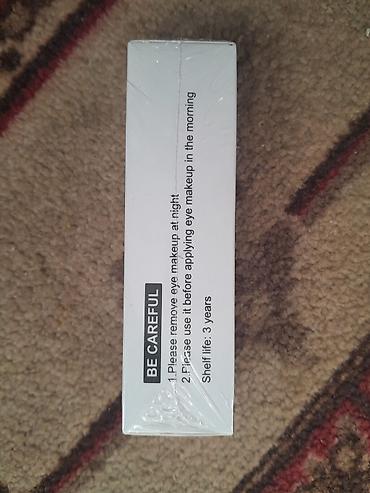 BE CAREFUL
1.Please remove eye makeup at night
2.Please use it before applying eye makeup in the morning
Shelf life: 3 years